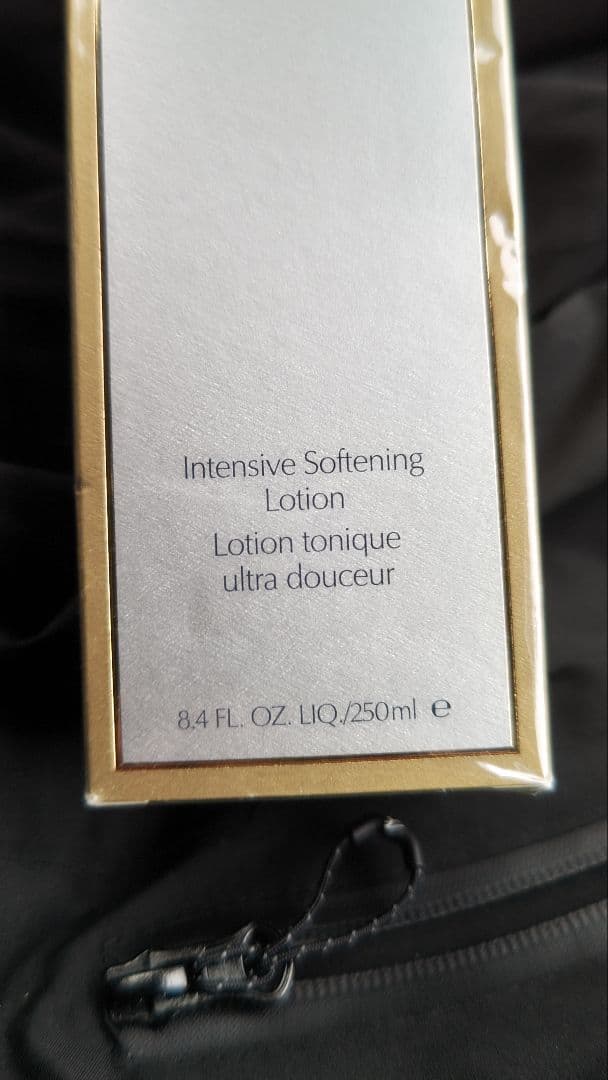 Intensive Softening
Lotion
Lotion tonique
ultra douceur
8.4 FL. OZ. LIQ./250ml ℮